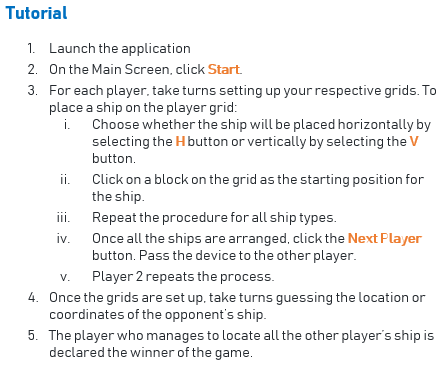 Tutorial
1. Launch the application
2. On the Main Screen, click Start.
3. For each player, take turns setting up your respective grids. To
place a ship on the player grid:
i. Choose whether the ship will be placed horizontally by
selecting the H button or vertically by selecting the V
button.
ii. Click on a block on the grid as the starting position for
the ship.
iii. Repeat the procedure for all ship types.
iv. Once all the ships are arranged, click the Next Player
button. Pass the device to the other player.
v. Player 2 repeats the process.
4. Once the grids are set up, take turns guessing the location or
coordinates of the opponent's ship.
5. The player who manages to locate all the other player's ship is
declared the winner of the game.